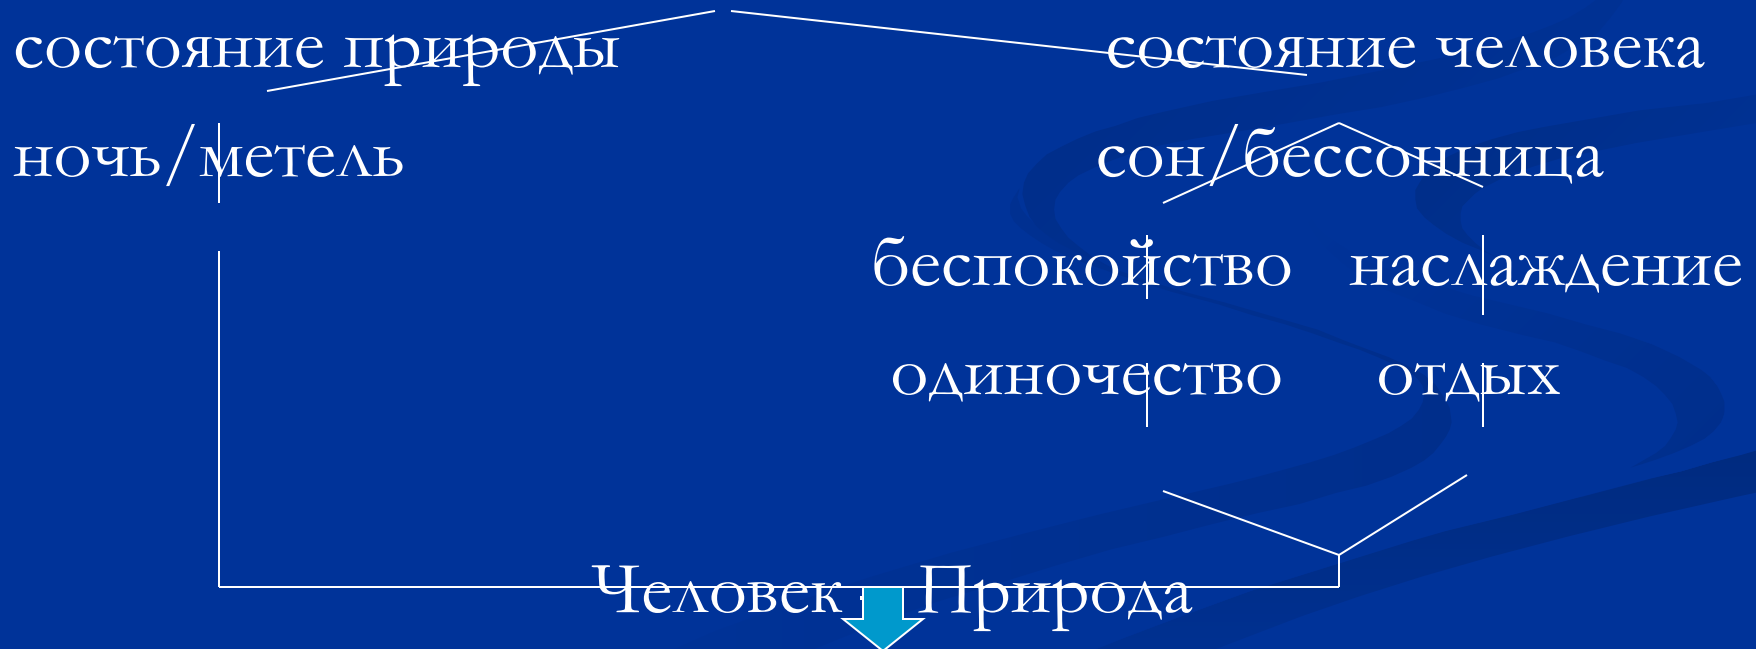 состояние природы состояние человека
ночь/метель сон/бессонница
беспокойство наслаждение
одиночество отдых
Человек - Природа